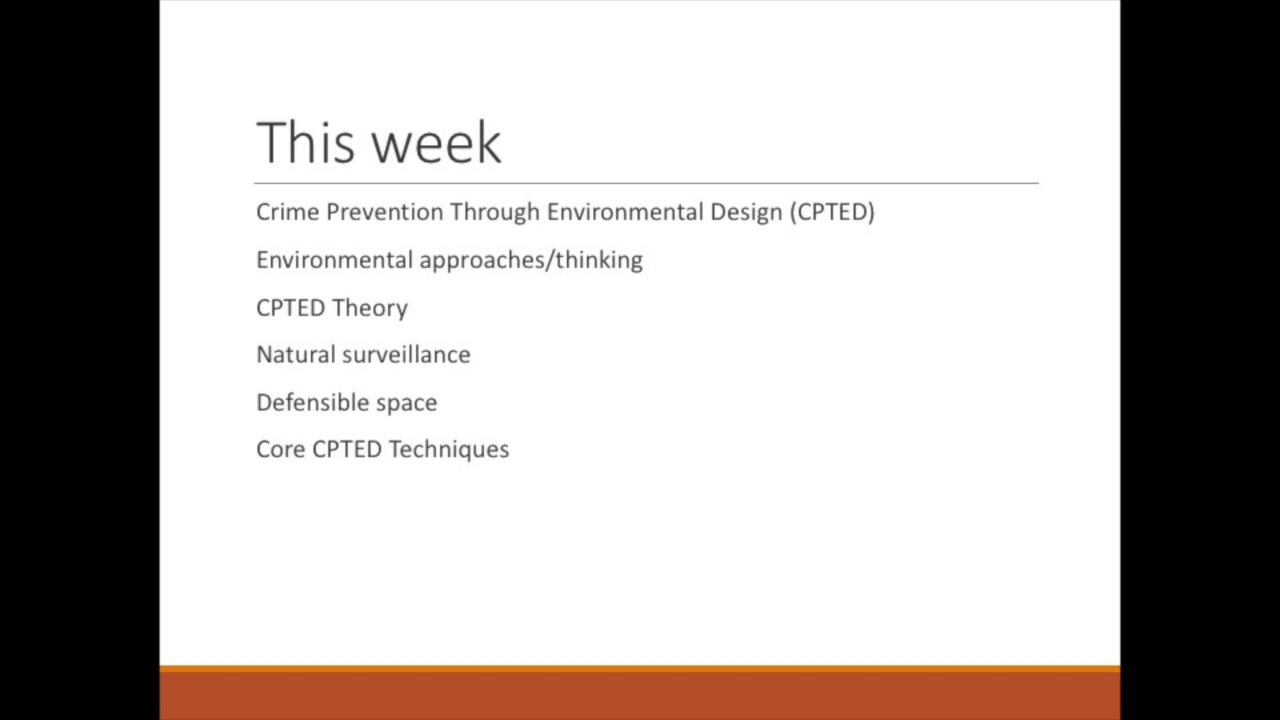 This week
Crime Prevention Through Environmental Design (CPTED)
Environmental approaches/thinking
CPTED Theory
Natural surveillance
Defensible space
Core CPTED Techniques